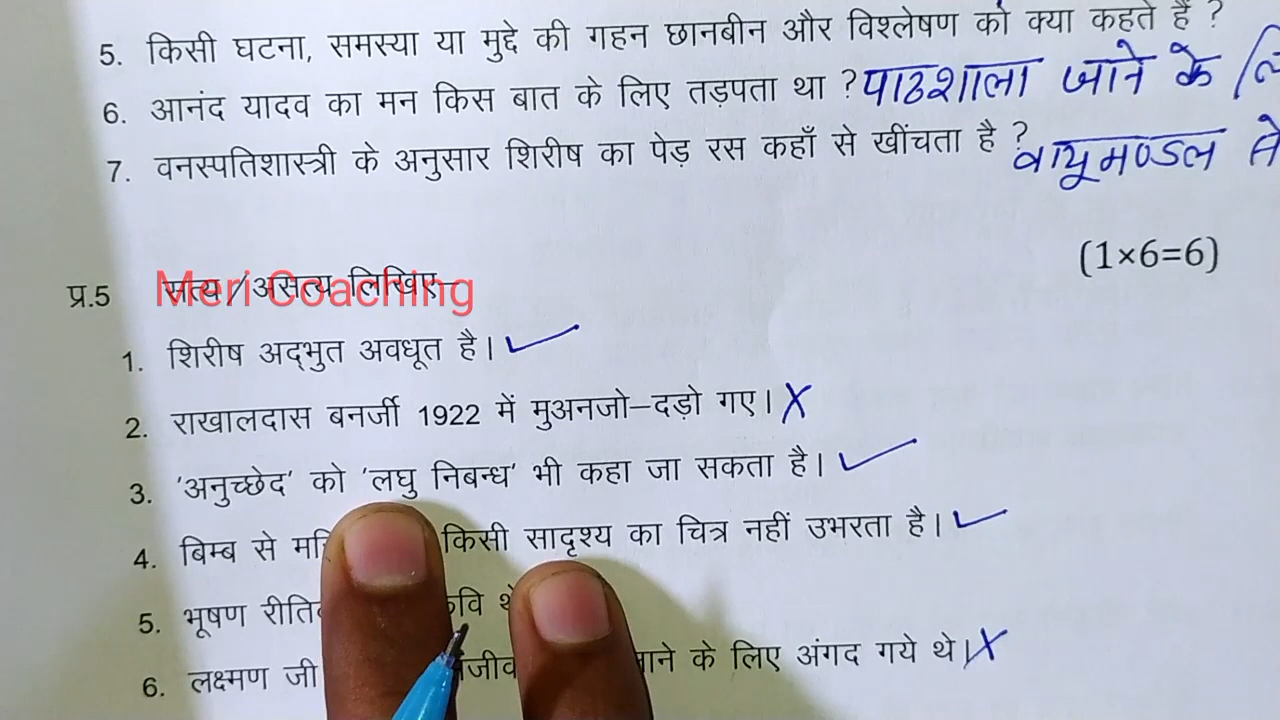 5. किसी घटना, समस्या या मुद्दे की गहन छानबीन और विश्लेषण को क्या कहते हैं ?
6. आनंद यादव का मन किस बात के लिए तड़पता था ? पाठशाला जाने के
7. वनस्पतिशास्त्री के अनुसार शिरीष का पेड़ रस कहाँ से खींचता है ? वायूमण्डल से
(1×6=6)
प्र.5 सत्य/असत्य लिखिए–
Meri Coaching
1. शिरीष अद्भुत अवधूत है। ✓
2. राखालदास बनर्जी 1922 में मुअनजो–दड़ो गए। X
3. 'अनुच्छेद' को 'लघु निबन्ध' भी कहा जा सकता है। ✓
4. बिम्ब से किसी सादृश्य का चित्र नहीं उभरता है। ✓
5. भूषण कवि
6. लक्ष्मण जी के लिए अंगद गये थे। X